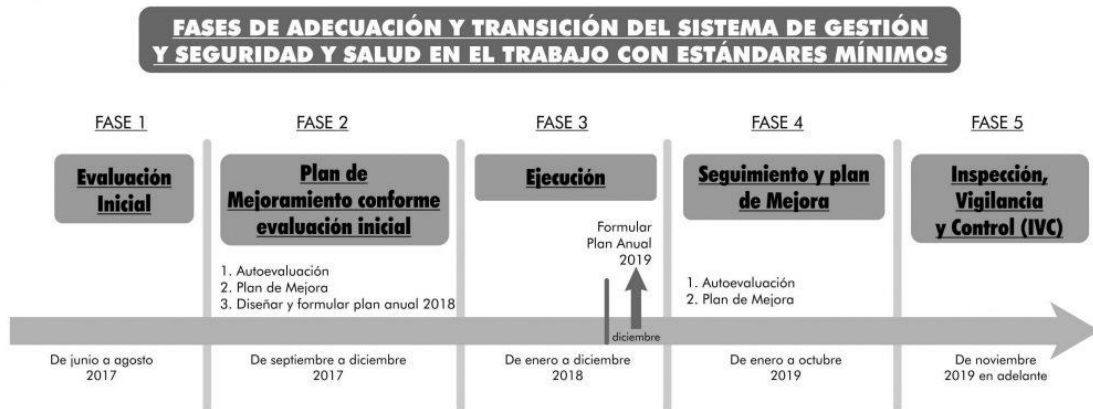 FASES DE ADECUACIÓN Y TRANSICIÓN DEL SISTEMA DE GESTIÓN
Y SEGURIDAD Y SALUD EN EL TRABAJO CON ESTÁNDARES MÍNIMOS
FASE 1
Evaluación
Inicial
De junio a agosto
2017
FASE 2
Plan de
Mejoramiento conforme
evaluación inicial
1. Autoevaluación
2. Plan de Mejora
3. Diseñar y formular plan anual 2018
De septiembre a diciembre
2017
FASE 3
Ejecución
Formular
Plan Anual
2019
diciembre
De enero a diciembre
2018
FASE 4
Seguimiento y plan
de Mejora
1. Autoevaluación
2. Plan de Mejora
De enero a octubre
2019
FASE 5
Inspección,
Vigilancia
y Control (IVC)
De noviembre
2019 en adelante